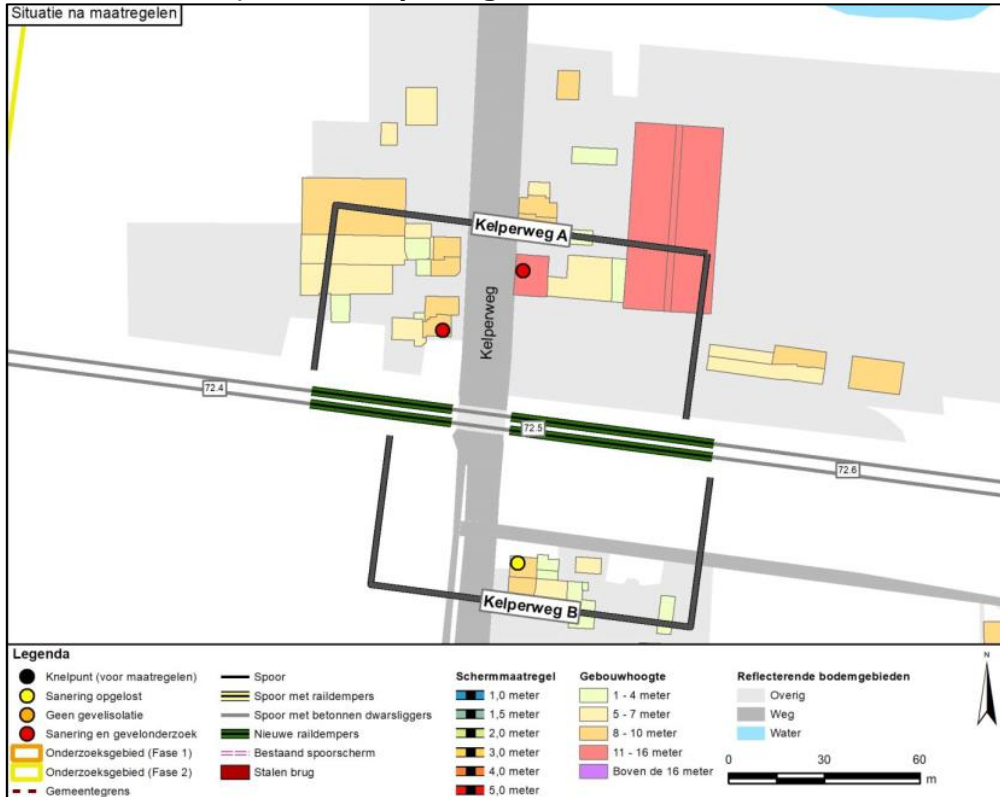 Situatie na maatregelen
Kelperweg A
Kelperweg
72.4
72.5
72.6
Kelperweg B
Legenda
Knelpunt (voor maatregelen)
Sanering opgelost
Geen gevelisolatie
Sanering en gevelonderzoek
Onderzoeksgebied (Fase 1)
Onderzoeksgebied (Fase 2)
Gemeentegrens
Spoor
Spoor met raildempers
Spoor met betonnen dwarsliggers
Nieuwe raildempers
Bestaand spoorscherm
Stalen brug
Schermmaatregel
1,0 meter
1,5 meter
2,0 meter
3,0 meter
4,0 meter
5,0 meter
Gebouwhoogte
1 - 4 meter
5 - 7 meter
8 - 10 meter
11 - 16 meter
Boven de 16 meter
Reflecterende bodemgebieden
Overig
Weg
Water
N
0 30 60
m